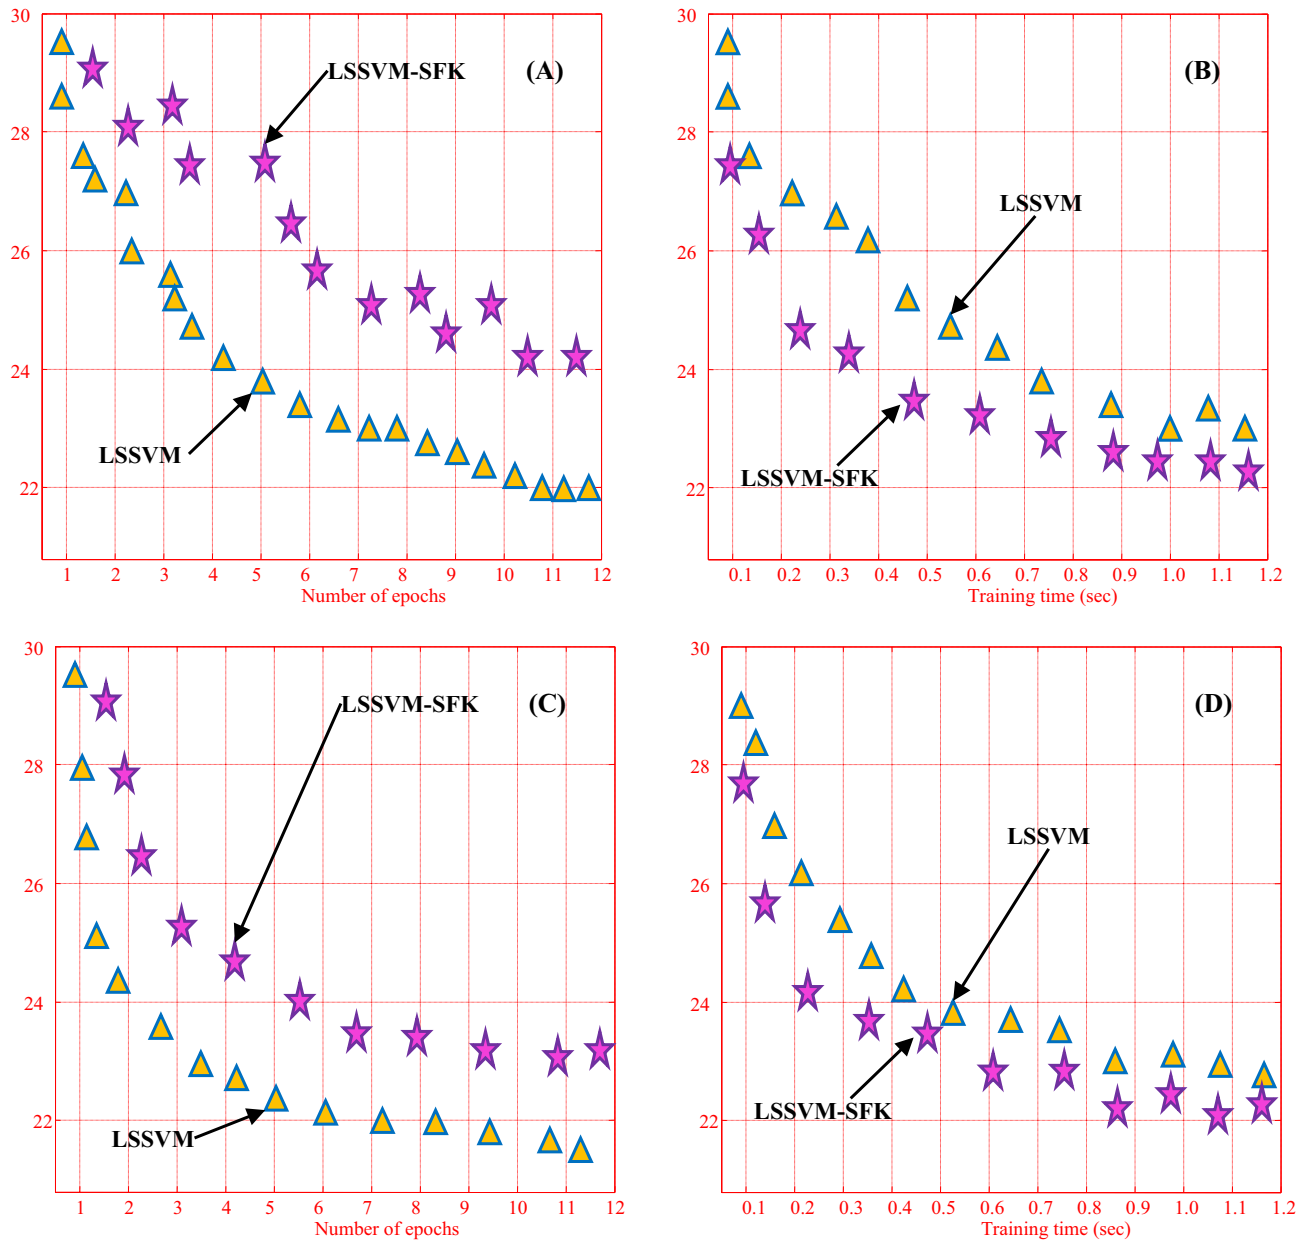 30
28
26
24
22
LSSVM-SFK
(A)
LSSVM
1 2 3 4 5 6 7 8 9 10 11 12
Number of epochs
30
28
26
24
22
(B)
LSSVM
LSSVM-SFK
0.1 0.2 0.3 0.4 0.5 0.6 0.7 0.8 0.9 1.0 1.1 1.2
Training time (sec)
30
28
26
24
22
LSSVM-SFK
(C)
LSSVM
1 2 3 4 5 6 7 8 9 10 11 12
Number of epochs
30
28
26
24
22
(D)
LSSVM
LSSVM-SFK
0.1 0.2 0.3 0.4 0.5 0.6 0.7 0.8 0.9 1.0 1.1 1.2
Training time (sec)